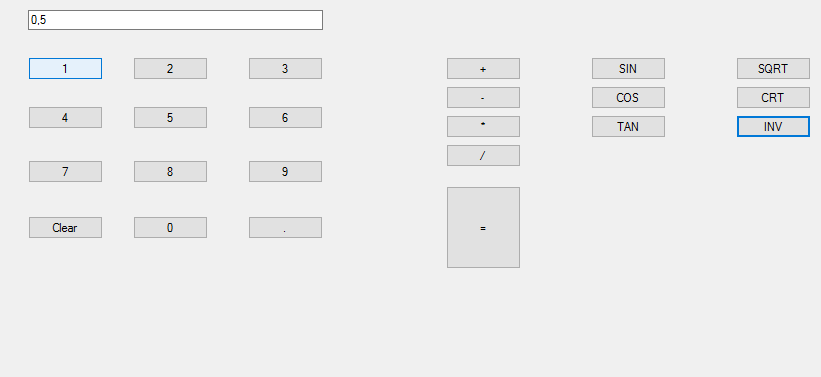 0,5
1 2 3 + SIN SQRT
- COS CRT
4 5 6 * TAN INV
/
7 8 9
Clear 0 . =